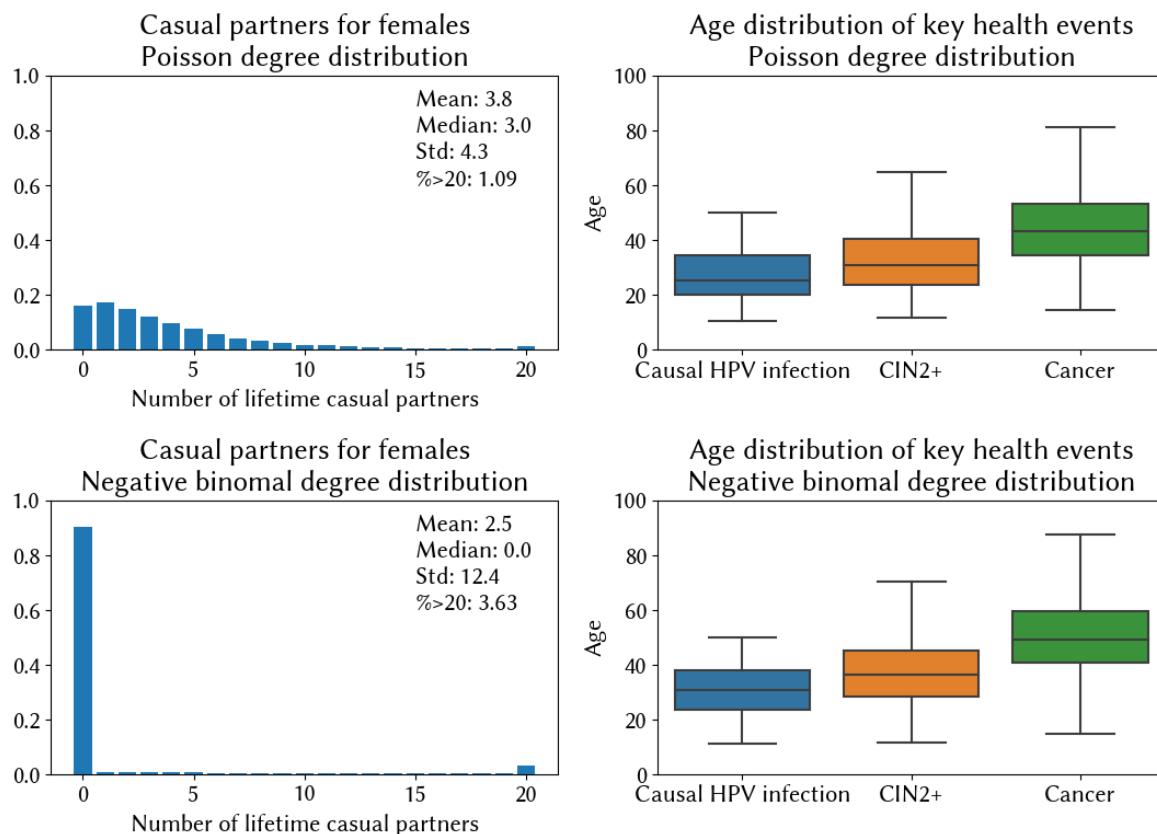 Casual partners for females
Poisson degree distribution
1.0
0.8
0.6
0.4
0.2
0.0
Mean: 3.8
Median: 3.0
Std: 4.3
%>20: 1.09
0 5 10 15 20
Number of lifetime casual partners
Age distribution of key health events
Poisson degree distribution
Age
100
80
60
40
20
0
Causal HPV infection CIN2+ Cancer
Casual partners for females
Negative binomal degree distribution
1.0
0.8
0.6
0.4
0.2
0.0
Mean: 2.5
Median: 0.0
Std: 12.4
%>20: 3.63
0 5 10 15 20
Number of lifetime casual partners
Age distribution of key health events
Negative binomal degree distribution
Age
100
80
60
40
20
0
Causal HPV infection CIN2+ Cancer